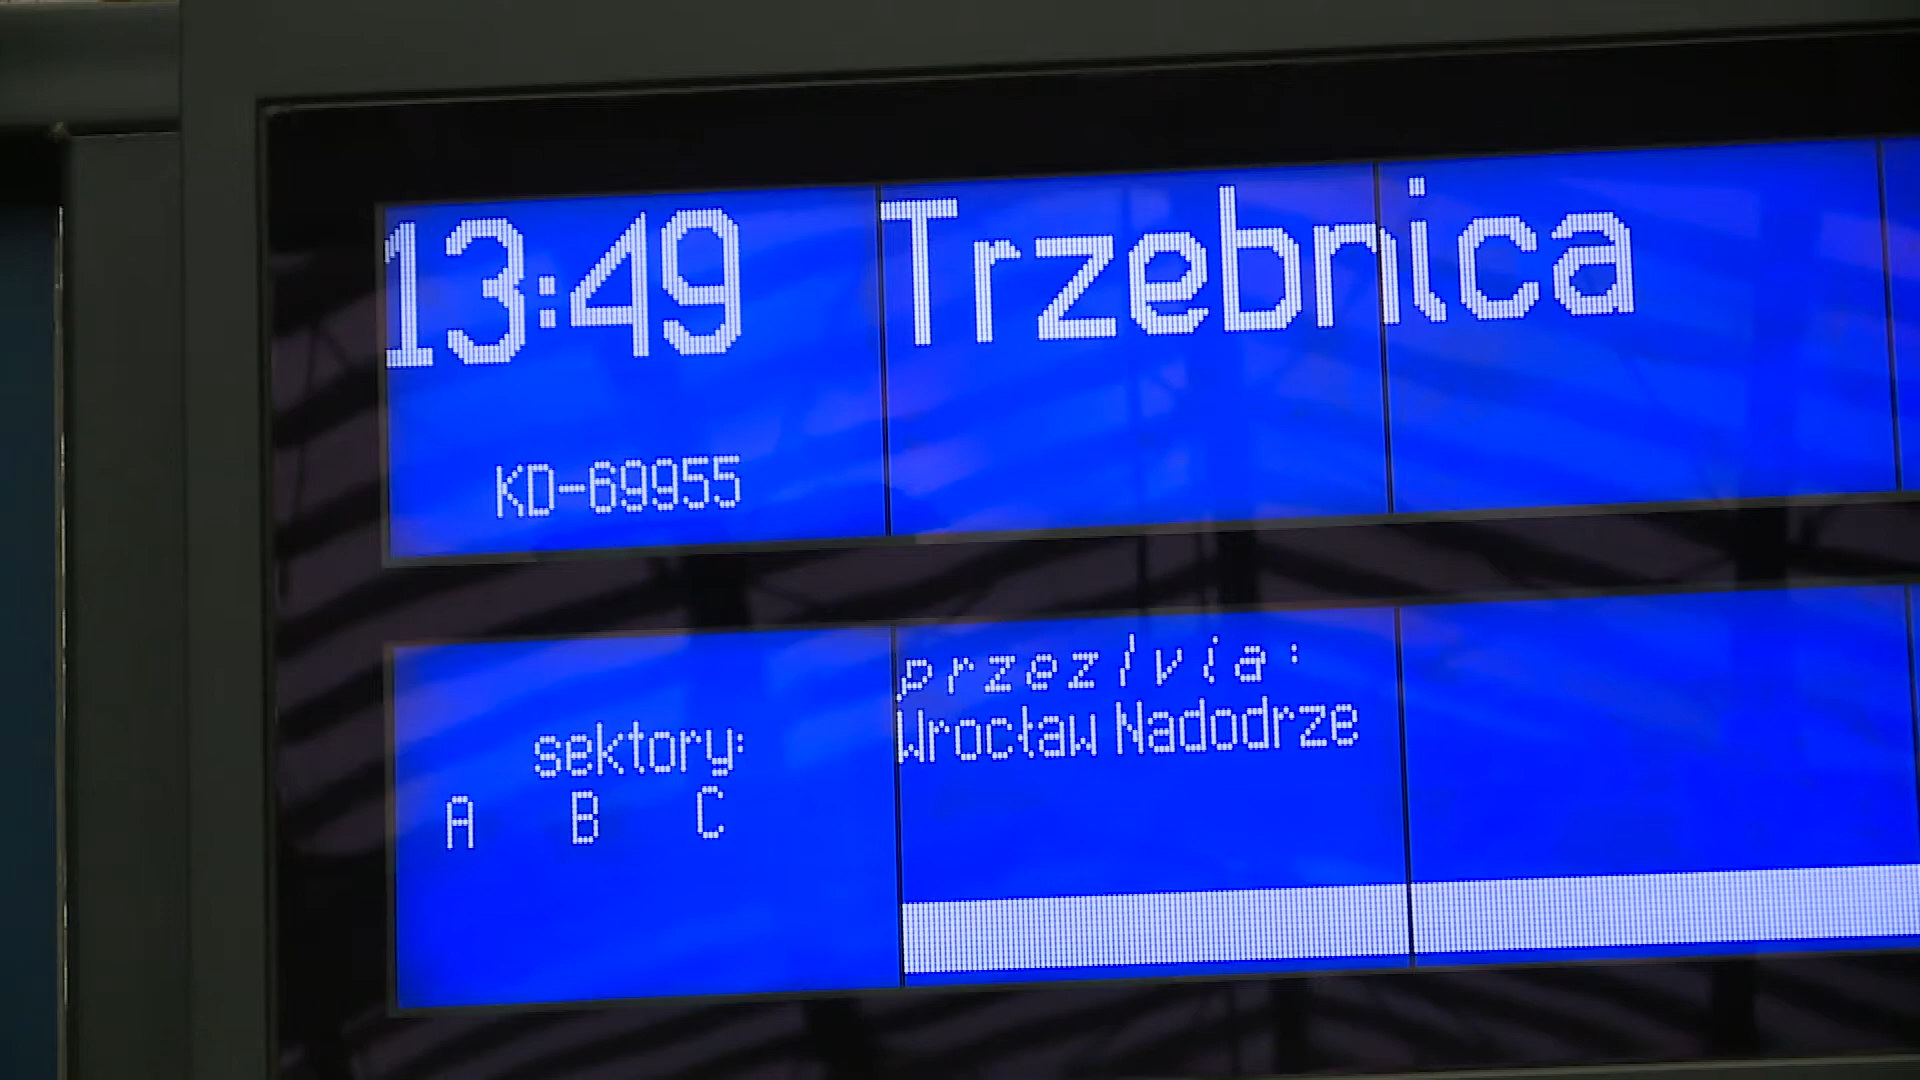 13:49 Trzebnica
KD-69955
przez/via:
Wrocław Nadodrze
sektory:
A B C